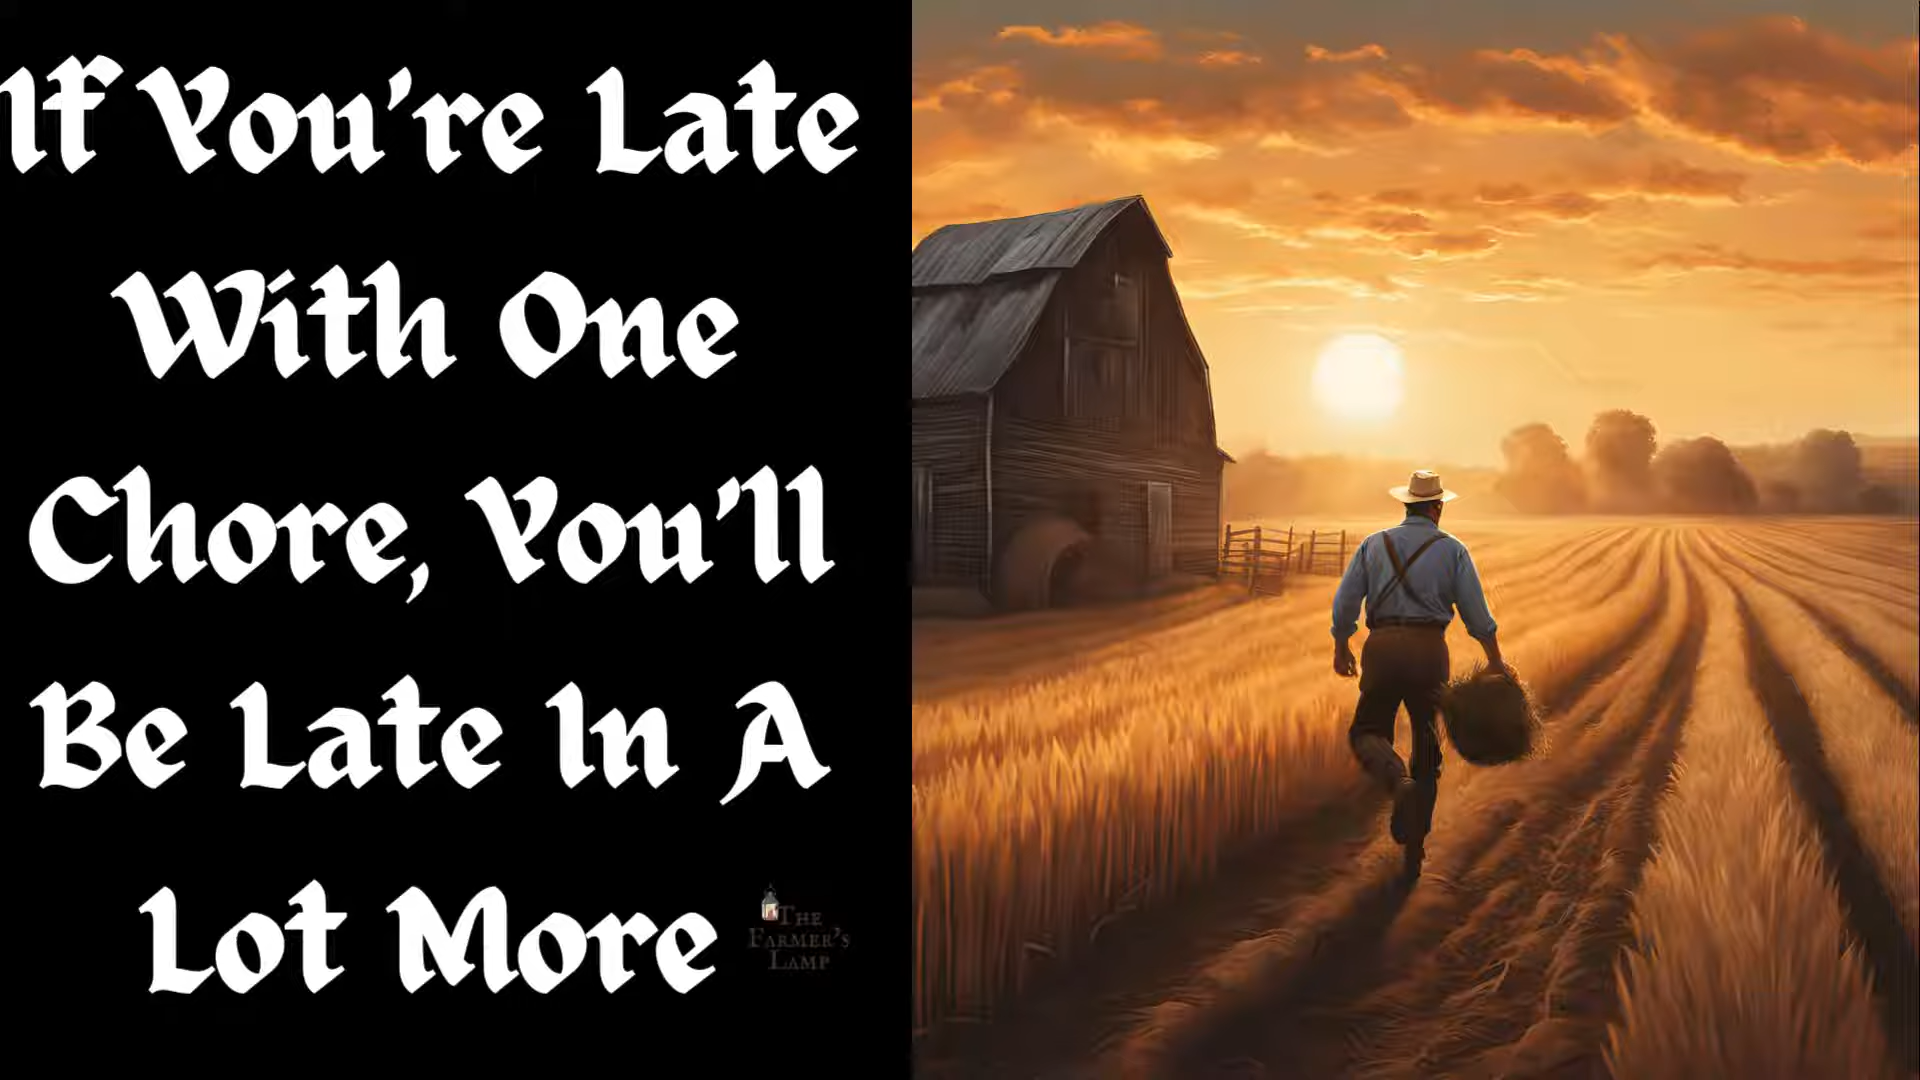 If You're Late
With One
Chore, You'll
Be Late In A
Lot More
The
Farmer's
Lamp